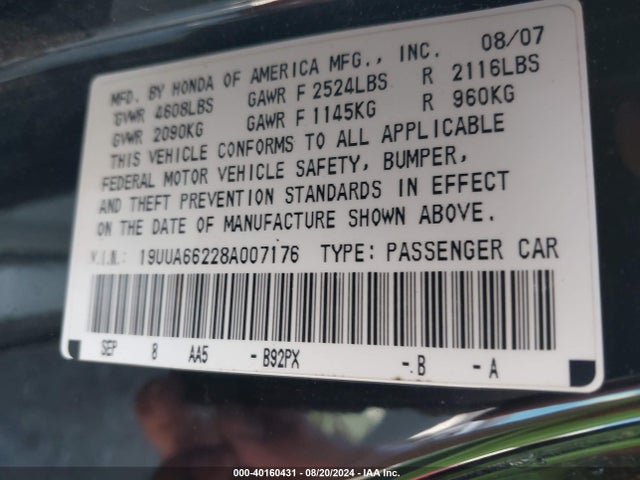 MFD. BY HONDA OF AMERICA MFG., INC. 08/07
GVWR 4608LBS GAWR F 2524LBS R 2116LBS
GVWR 2090KG GAWR F 1145KG R 960KG
THIS VEHICLE CONFORMS TO ALL APPLICABLE
FEDERAL MOTOR VEHICLE SAFETY, BUMPER,
AND THEFT PREVENTION STANDARDS IN EFFECT
ON THE DATE OF MANUFACTURE SHOWN ABOVE.
V.I.N.: 19UUA66228A007176 TYPE: PASSENGER CAR
SEP 8 AA5 - B92PX -.B - A
000-40160431 - 08/20/2024 - IAA Inc.